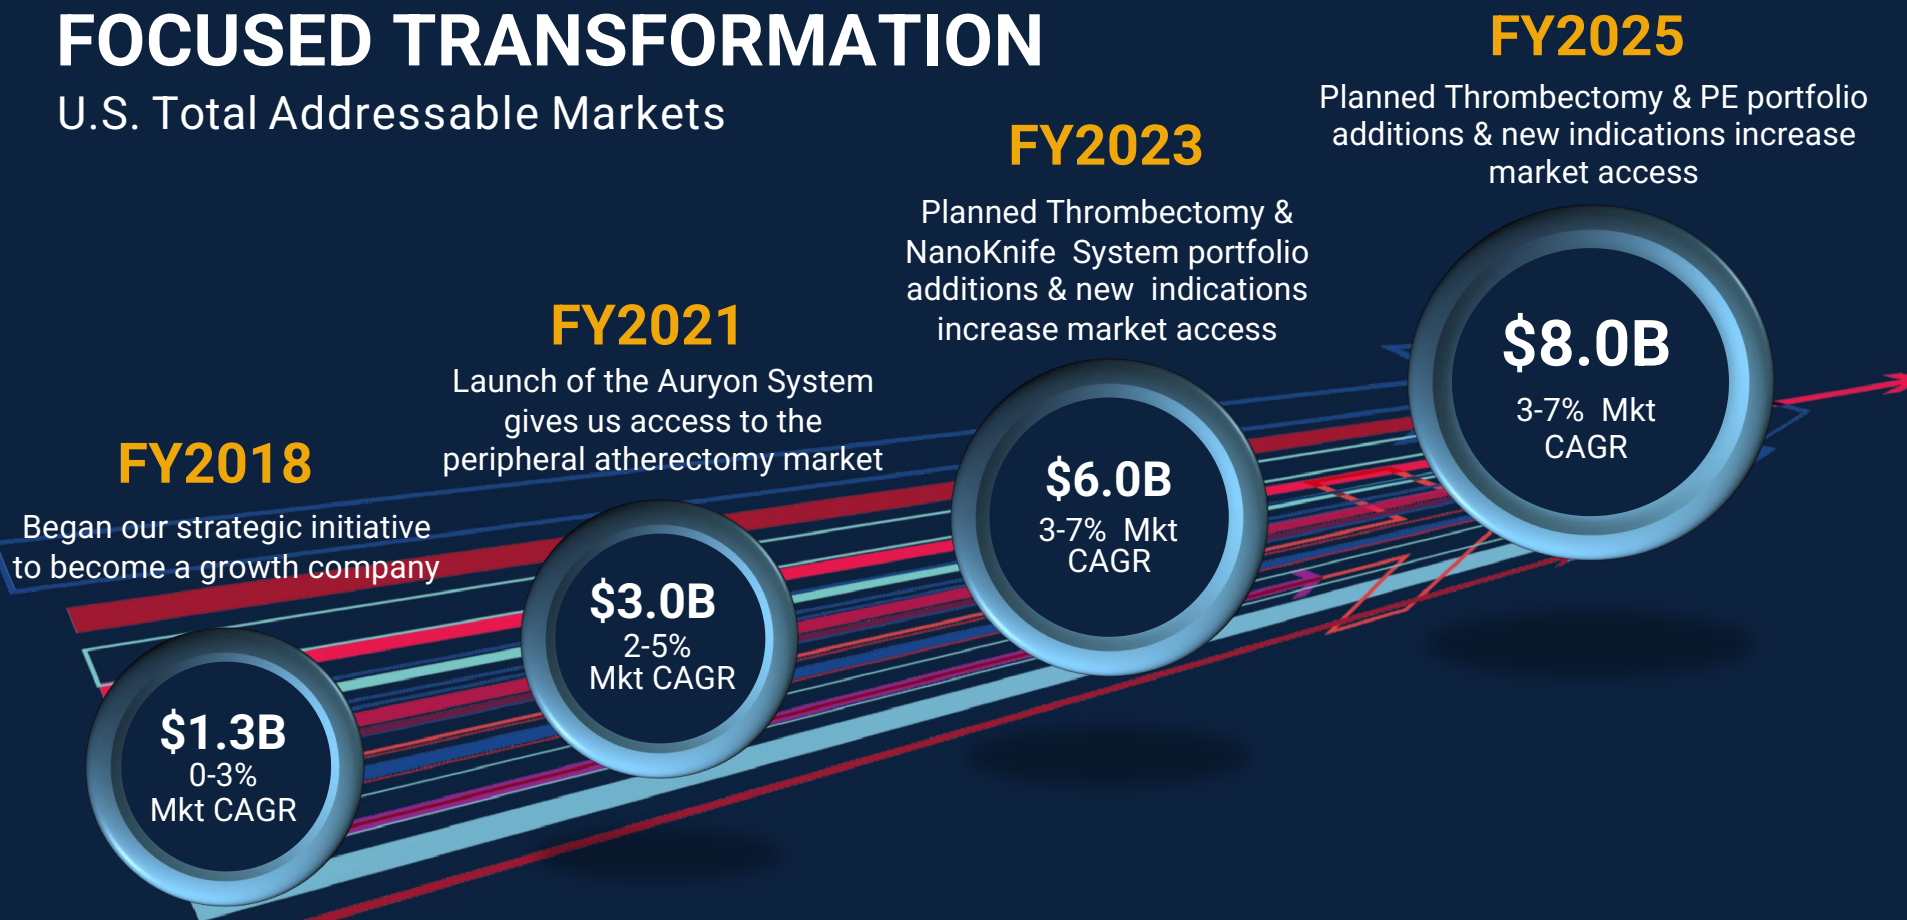 FOCUSED TRANSFORMATION
U.S. Total Addressable Markets
FY2018
Began our strategic initiative
to become a growth company
$1.3B
0-3%
Mkt CAGR
FY2021
Launch of the Auryon System
gives us access to the
peripheral atherectomy market
$3.0B
2-5%
Mkt CAGR
FY2023
Planned Thrombectomy &
NanoKnife System portfolio
additions & new indications
increase market access
$6.0B
3-7% Mkt
CAGR
FY2025
Planned Thrombectomy & PE portfolio
additions & new indications increase
market access
$8.0B
3-7% Mkt
CAGR